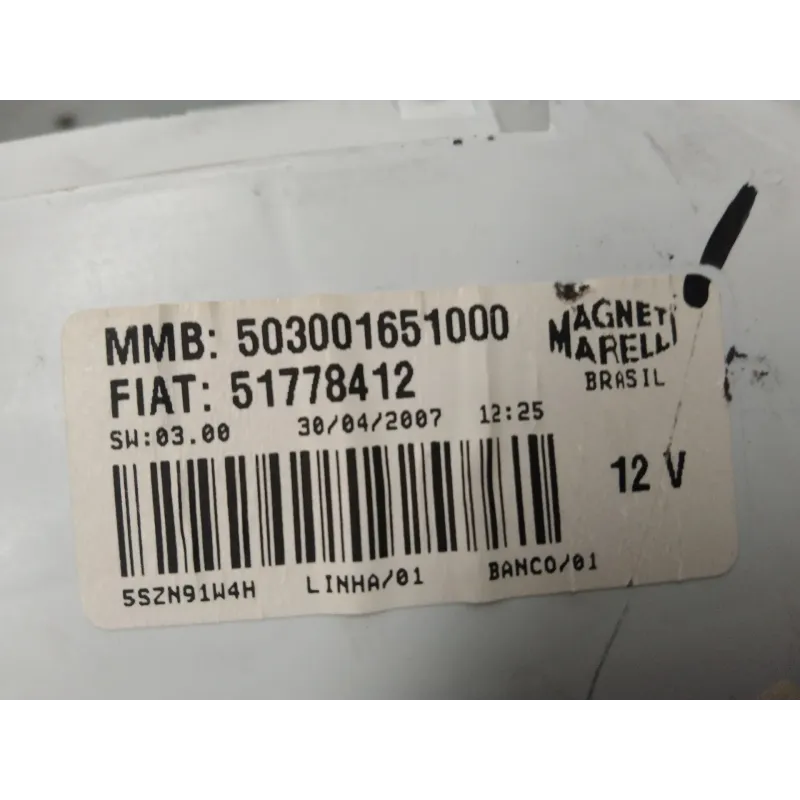 MMB: 503001651000
FIAT: 51778412
MAGNETI
MARELLI
BRASIL
SW:03.00 30/04/2007 12:25
12 V
5SZN91W4H LINHA/01 BANCO/01